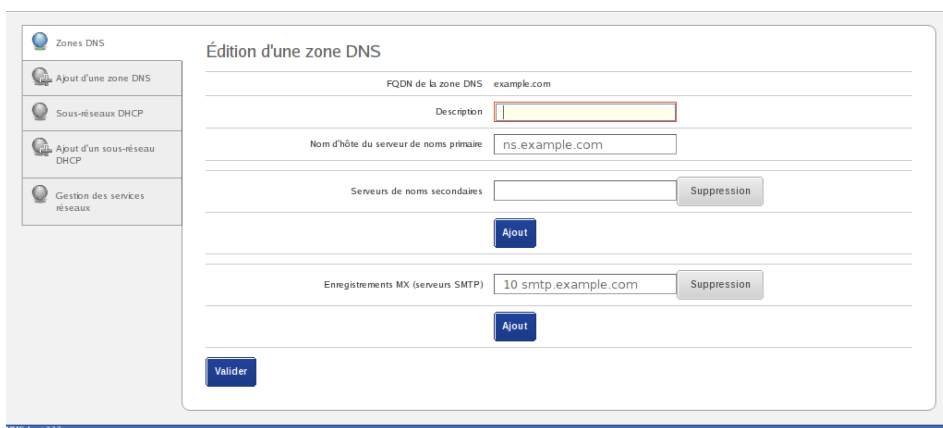 Zones DNS
Ajout d'une zone DNS
Sous-réseaux DHCP
Ajout d'un sous-réseau
DHCP
Gestion des services
réseaux
Édition d'une zone DNS
FQDN de la zone DNS example.com
Description
Nom d'hôte du serveur de noms primaire ns.example.com
Serveurs de noms secondaires Suppression
Ajout
Enregistrements MX (serveurs SMTP) 10 smtp.example.com Suppression
Ajout
Valider